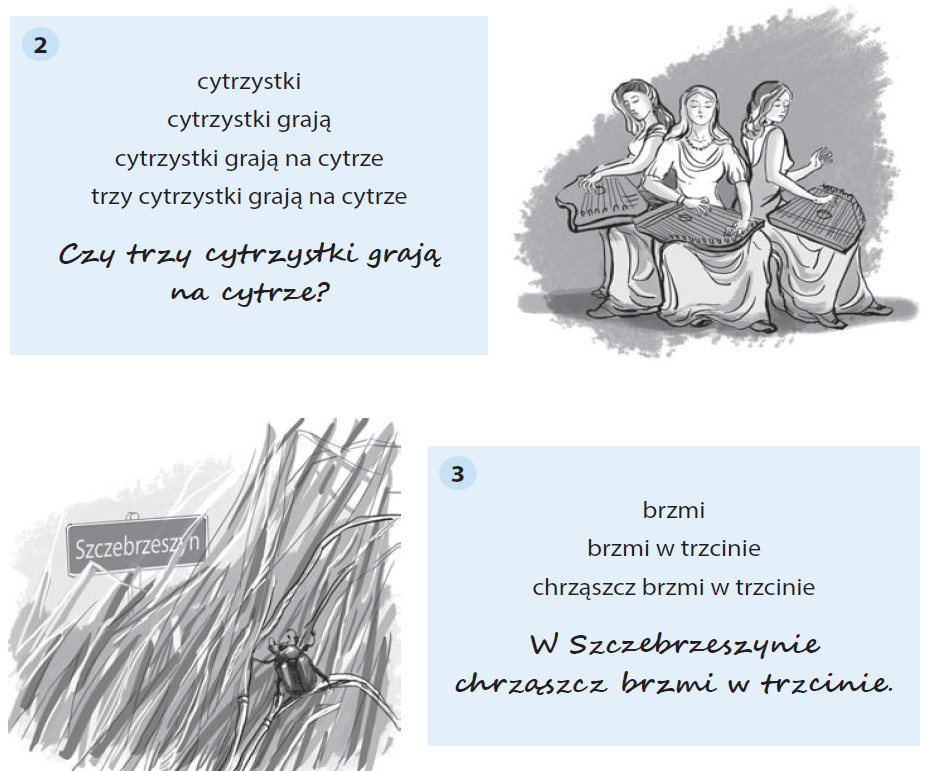 2
cytrzystki
cytrzystki grają
cytrzystki grają na cytrze
trzy cytrzystki grają na cytrze
Czy trzy cytrzystki grają
na cytrze?
Szczebrzeszyn
3
brzmi
brzmi w trzcinie
chrząszcz brzmi w trzcinie
W Szczebrzeszynie
chrząszcz brzmi w trzcinie.